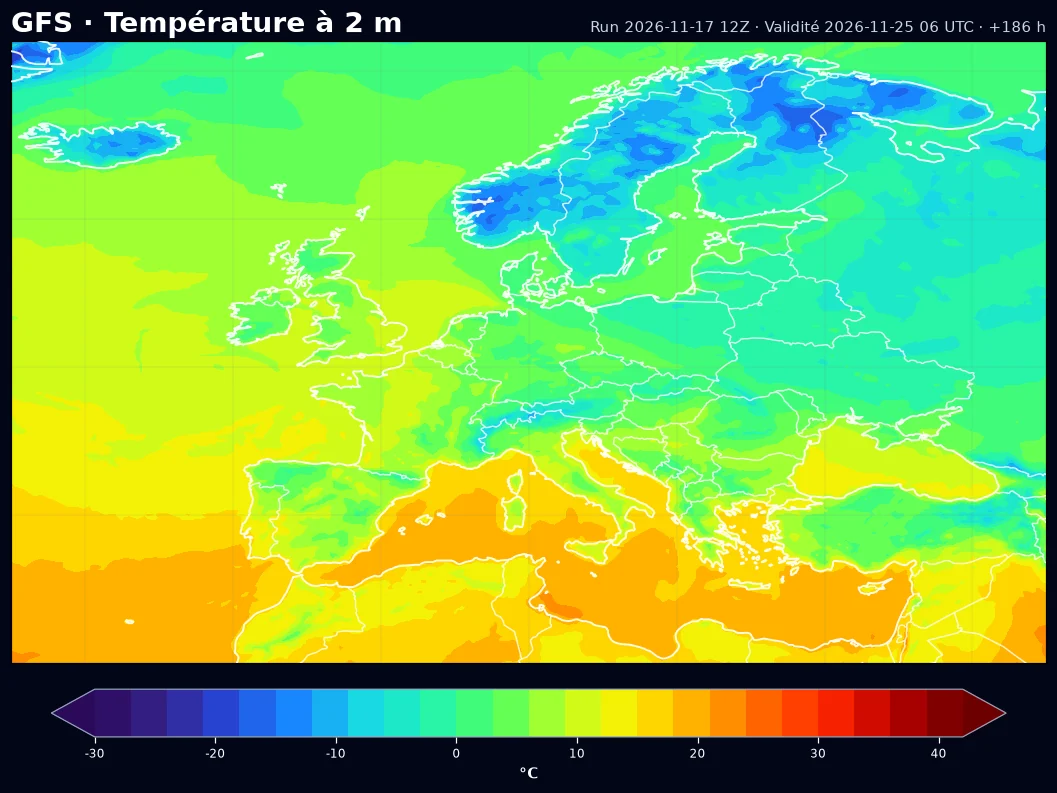 GFS · Température à 2 m
Run 2026-11-17 12Z · Validité 2026-11-25 06 UTC · +186 h
-30 -20 -10 0 10 20 30 40
°C